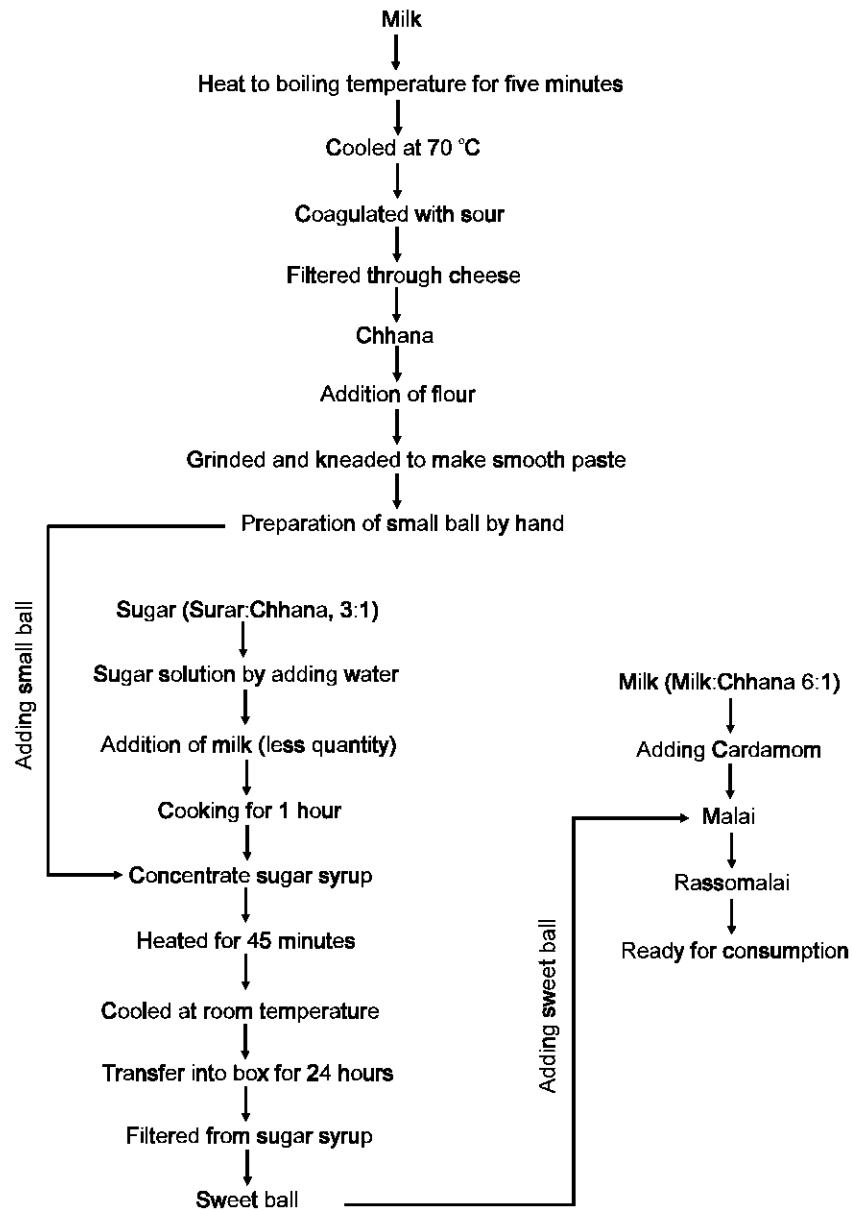 Milk
Heat to boiling temperature for five minutes
Cooled at 70 °C
Coagulated with sour
Filtered through cheese
Chhana
Addition of flour
Grinded and kneaded to make smooth paste
Preparation of small ball by hand
Adding small ball
Sugar (Surar:Chhana, 3:1)
Sugar solution by adding water
Addition of milk (less quantity)
Cooking for 1 hour
Concentrate sugar syrup
Heated for 45 minutes
Cooled at room temperature
Transfer into box for 24 hours
Filtered from sugar syrup
Sweet ball
Adding sweet ball
Milk (Milk:Chhana 6:1)
Adding Cardamom
Malai
Rassomalai
Ready for consumption